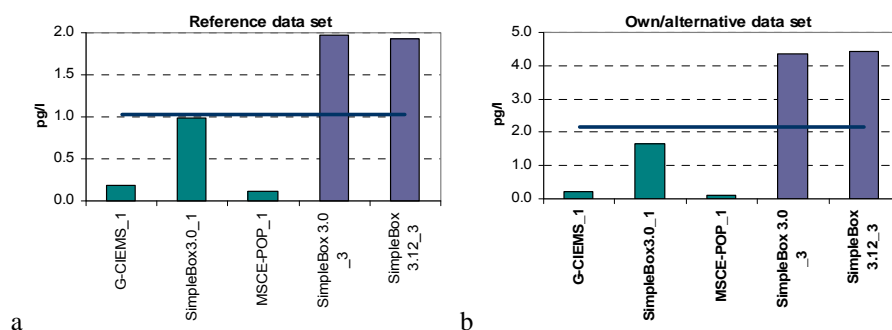 Reference data set
pg/l
2.0
1.5
1.0
0.5
0.0
G-CIEMS_1
SimpleBox3.0_1
MSCE-POP_1
SimpleBox 3.0
_3
SimpleBox
3.12_3
a
Own/alternative data set
pg/l
5.0
4.0
3.0
2.0
1.0
0.0
G-CIEMS_1
SimpleBox3.0_1
MSCE-POP_1
SimpleBox 3.0
_3
SimpleBox
3.12_3
b